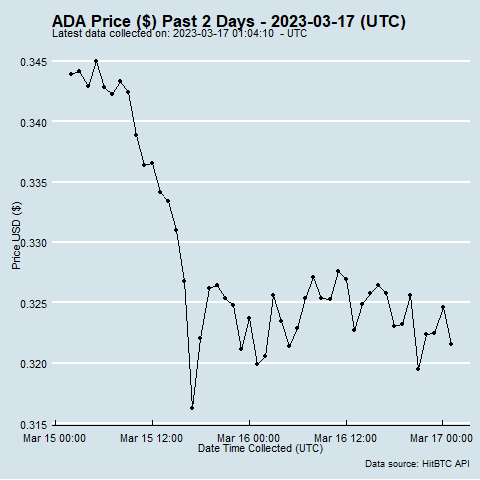 ADA Price ($) Past 2 Days - 2023-03-17 (UTC)
Latest data collected on: 2023-03-17 01:04:10 - UTC
0.345
0.340
0.335
0.330
0.325
0.320
0.315
Price USD ($)
Mar 15 00:00 Mar 15 12:00 Mar 16 00:00 Mar 16 12:00 Mar 17 00:00
Date Time Collected (UTC)
Data source: HitBTC API